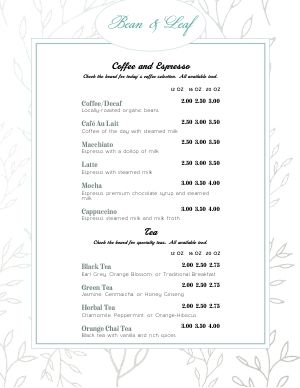 Bean & Leaf
Coffee and Espresso
Check the board for today's coffee selection. All available iced.
12 OZ 16 OZ 20 OZ
Coffee/Decaf 2.00 2.50 3.00
Locally-roasted organic beans
Café Au Lait 2.50 3.00 3.50
Coffee of the day with steamed milk
Macchiato 2.50 3.00 3.50
Espresso with a dollop of milk
Latte 2.50 3.00 3.50
Espresso with steamed milk
Mocha 3.00 3.50 4.00
Espresso, premium chocolate syrup and steamed
milk
Cappuccino 3.00 3.50 4.00
Espresso, steamed milk and milk froth
Tea
Check the board for specialty teas. All available iced.
12 OZ 16 OZ 20 OZ
Black Tea 2.00 2.50 2.75
Earl Grey, Orange Blossom, or Traditional Breakfast
Green Tea 2.00 2.50 2.75
Jasmine, Genmaicha, or Honey Ginseng
Herbal Tea 2.00 2.50 2.75
Chamomile, Peppermint, or Orange-Hibiscus
Orange Chai Tea 3.00 3.50 4.00
Black tea with vanilla and rich spices